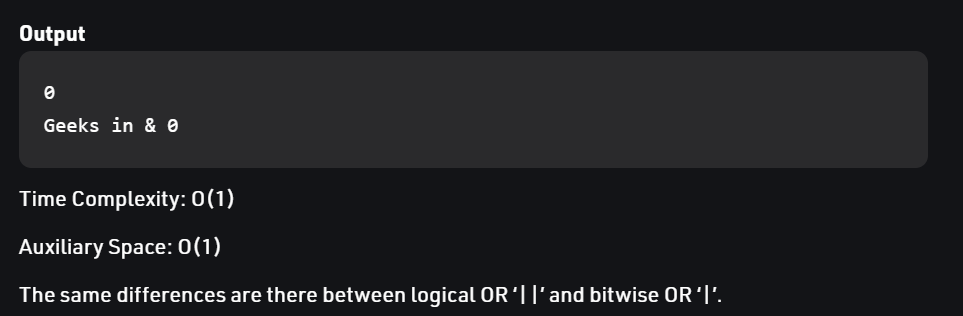 Output
0
Geeks in & 0
Time Complexity: O(1)
Auxiliary Space: O(1)
The same differences are there between logical OR ‘||’ and bitwise OR ‘|’.